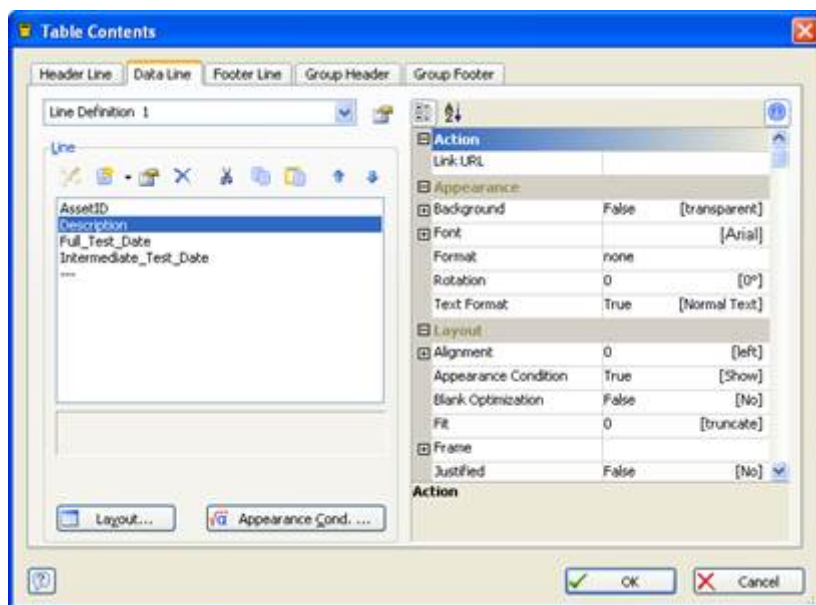 Table Contents
Header Line Data Line Footer Line Group Header Group Footer
Line Definition 1
Line
AssetID
Description
Full_Test_Date
Intermediate_Test_Date
---
Layout...
Appearance Cond. ...
Action
Link URL
Appearance
Background False [transparent]
Font [Arial]
Format none
Rotation 0 [0°]
Text Format True [Normal Text]
Layout
Alignment 0 [left]
Appearance Condition True [Show]
Blank Optimization False [No]
Fit 0 [truncate]
Frame
Justified False [No]
Action
OK Cancel